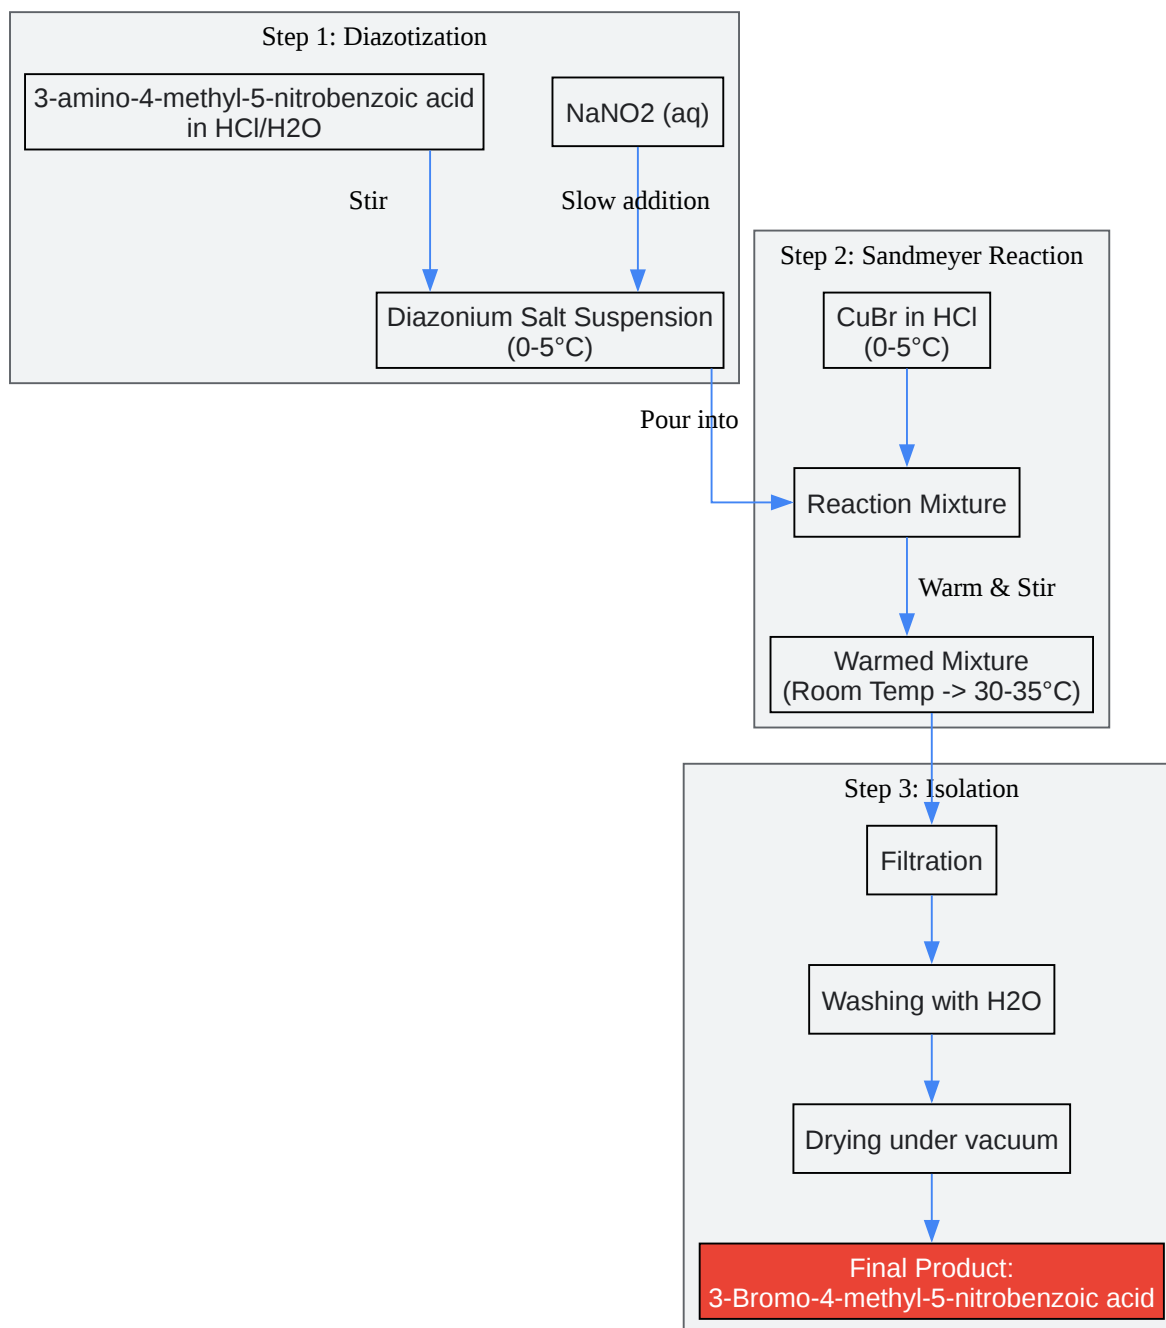 Step 1: Diazotization
3-amino-4-methyl-5-nitrobenzoic acid
in HCl/H2O
NaNO2 (aq)
Stir
Slow addition
Diazonium Salt Suspension
(0-5°C)
Pour into
Step 2: Sandmeyer Reaction
CuBr in HCl
(0-5°C)
Reaction Mixture
Warm & Stir
Warmed Mixture
(Room Temp -> 30-35°C)
Step 3: Isolation
Filtration
Washing with H2O
Drying under vacuum
Final Product:
3-Bromo-4-methyl-5-nitrobenzoic acid